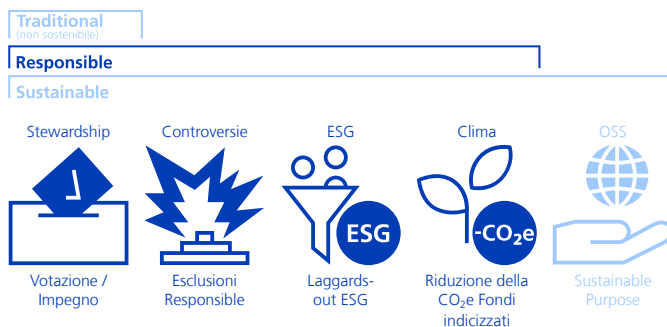 Traditional
(non sostenibile)
Responsible
Sustainable
Stewardship
Controversie
ESG
Clima
OSS
ESG
-CO₂e
Votazione /
Impegno
Esclusioni
Responsible
Laggards-
out ESG
Riduzione della
CO₂e Fondi
indicizzati
Sustainable
Purpose